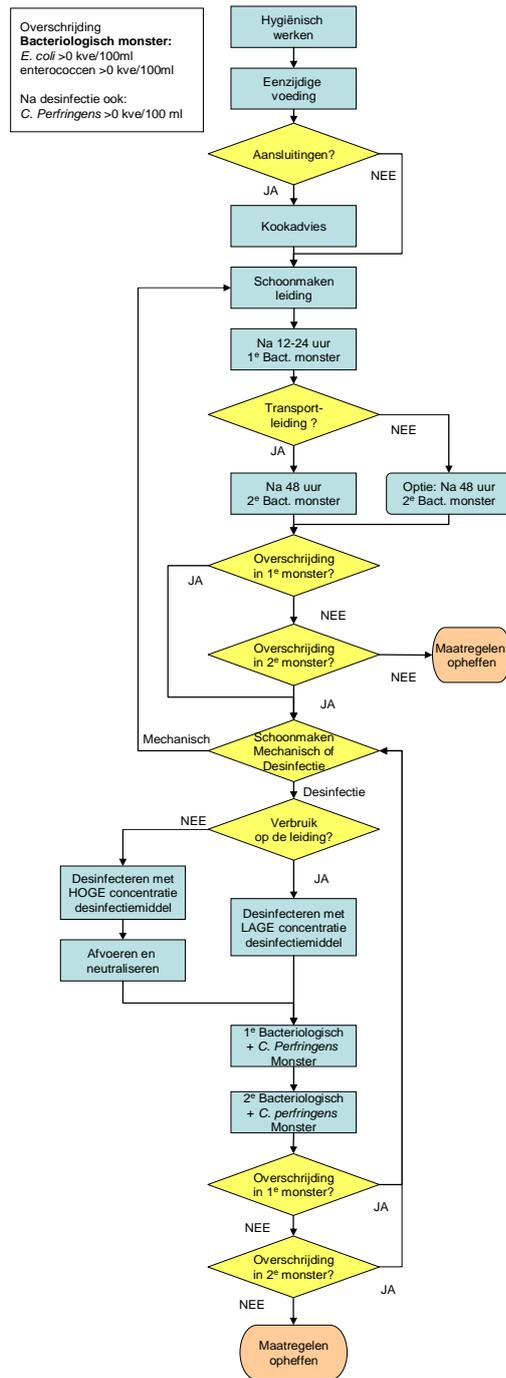 Overschrijding
Bacteriologisch monster:
E. coli >0 kve/100ml
enterococcen >0 kve/100ml
Na desinfectie ook:
C. Perfringens >0 kve/100 ml
Hygiënisch
werken
Eenzijdige
voeding
Aansluitingen?
NEE
JA
Kookadvies
Schoonmaken
leiding
Na 12-24 uur
1e Bact. monster
Transport-
leiding ?
NEE
JA
Na 48 uur
2e Bact. monster
Optie: Na 48 uur
2e Bact. monster
Overschrijding
in 1e monster?
JA
NEE
Overschrijding
in 2e monster?
Maatregelen
opheffen
NEE
JA
Mechanisch
Schoonmaken
Mechanisch of
Desinfectie
Desinfectie
NEE
Verbruik
op de leiding?
JA
Desinfecteren met
HOGE concentratie
desinfectiemiddel
Desinfecteren met
LAGE concentratie
desinfectiemiddel
Afvoeren en
neutraliseren
1e Bacteriologisch
+ C. Perfringens
Monster
2e Bacteriologisch
+ C. perfringens
Monster
Overschrijding
in 1e monster?
JA
NEE
Overschrijding
in 2e monster?
JA
NEE
Maatregelen
opheffen